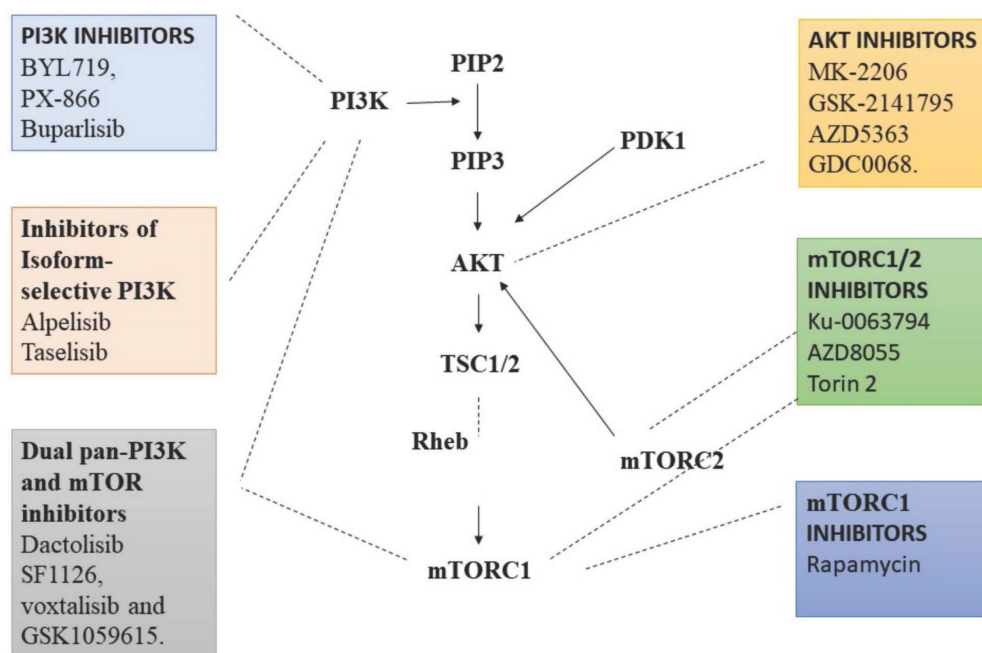 PI3K INHIBITORS
BYL719,
PX-866
Buparlisib
Inhibitors of
Isoform-
selective PI3K
Alpelisib
Taselisib
Dual pan-PI3K
and mTOR
inhibitors
Dactolisib
SF1126,
voxtalisib and
GSK1059615.
PI3K
PIP2
PIP3
PDK1
AKT
TSC1/2
Rheb
mTORC2
mTORC1
AKT INHIBITORS
MK-2206
GSK-2141795
AZD5363
GDC0068.
mTORC1/2
INHIBITORS
Ku-0063794
AZD8055
Torin 2
mTORC1
INHIBITORS
Rapamycin